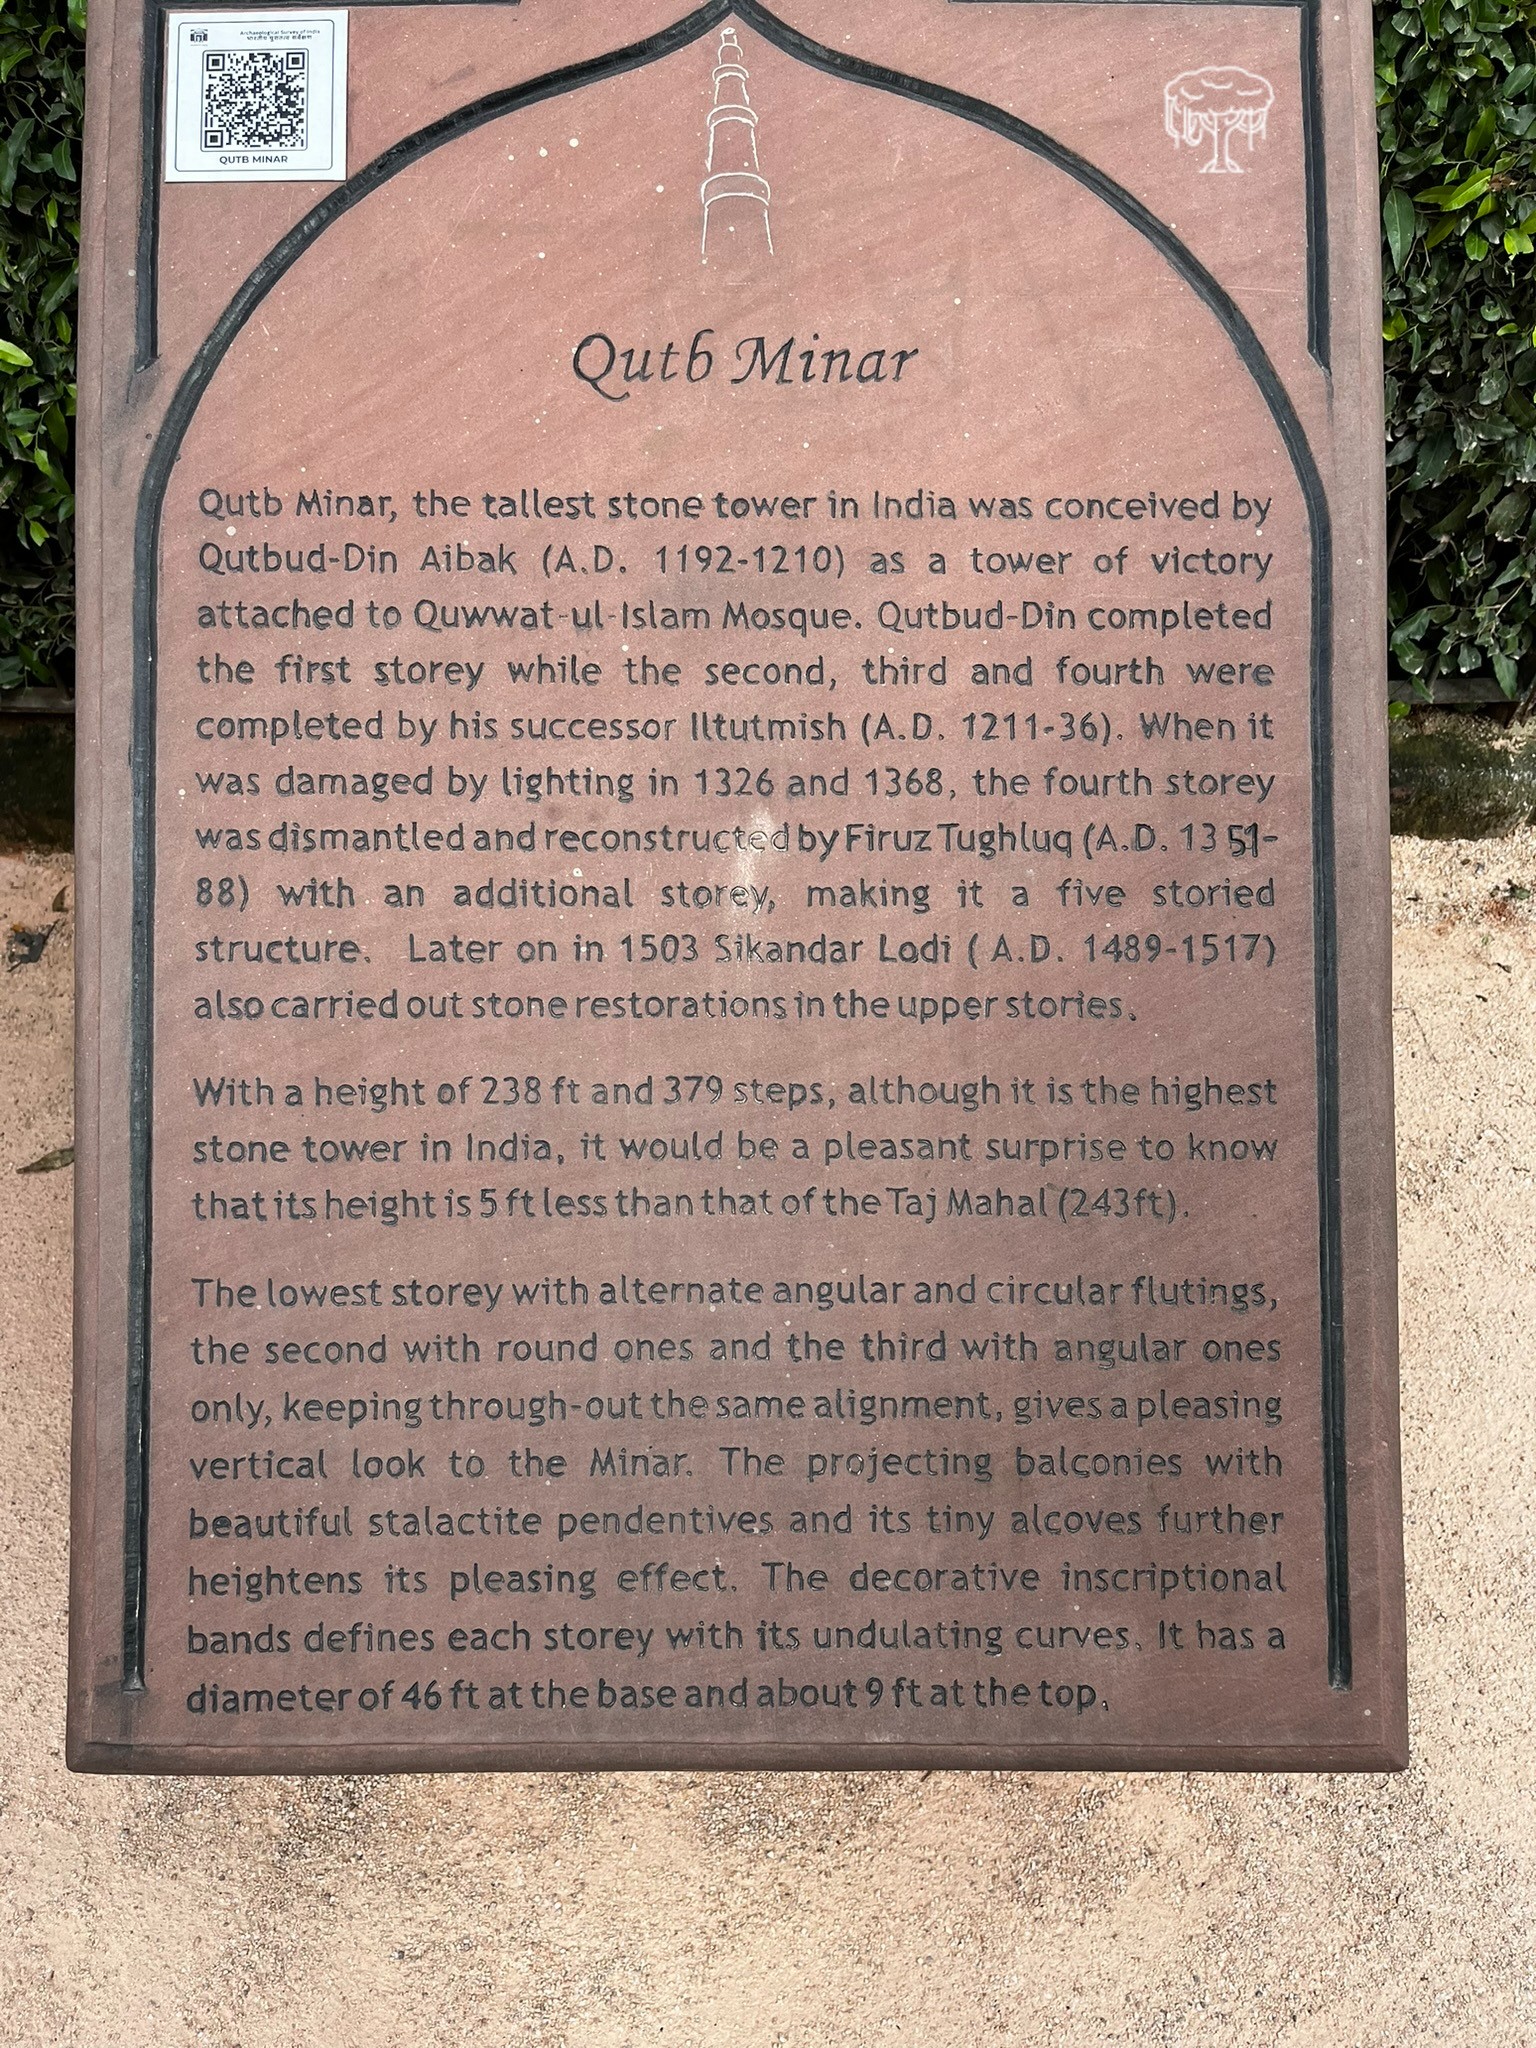 Archaeological Survey of India
भारतीय पुरातत्व सर्वेक्षण
QUTB MINAR
Qutb Minar
Qutb Minar, the tallest stone tower in India was conceived by
Qutbud-Din Aibak (A.D. 1192-1210) as a tower of victory
attached to Quwwat-ul-Islam Mosque. Qutbud-Din completed
the first storey while the second, third and fourth were
completed by his successor Iltutmish (A.D. 1211-36). When it
was damaged by lighting in 1326 and 1368, the fourth storey
was dismantled and reconstructed by Firuz Tughluq (A.D. 1351-
88) with an additional storey, making it a five storied
structure. Later on in 1503 Sikandar Lodi ( A.D. 1489-1517)
also carried out stone restorations in the upper stories.
With a height of 238 ft and 379 steps, although it is the highest
stone tower in India, it would be a pleasant surprise to know
that its height is 5 ft less than that of the Taj Mahal (243ft).
The lowest storey with alternate angular and circular flutings,
the second with round ones and the third with angular ones
only, keeping through-out the same alignment, gives a pleasing
vertical look to the Minar. The projecting balconies with
beautiful stalactite pendentives and its tiny alcoves further
heightens its pleasing effect. The decorative inscriptional
bands defines each storey with its undulating curves. It has a
diameter of 46 ft at the base and about 9 ft at the top.